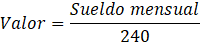 Valor = Sueldo mensual
240